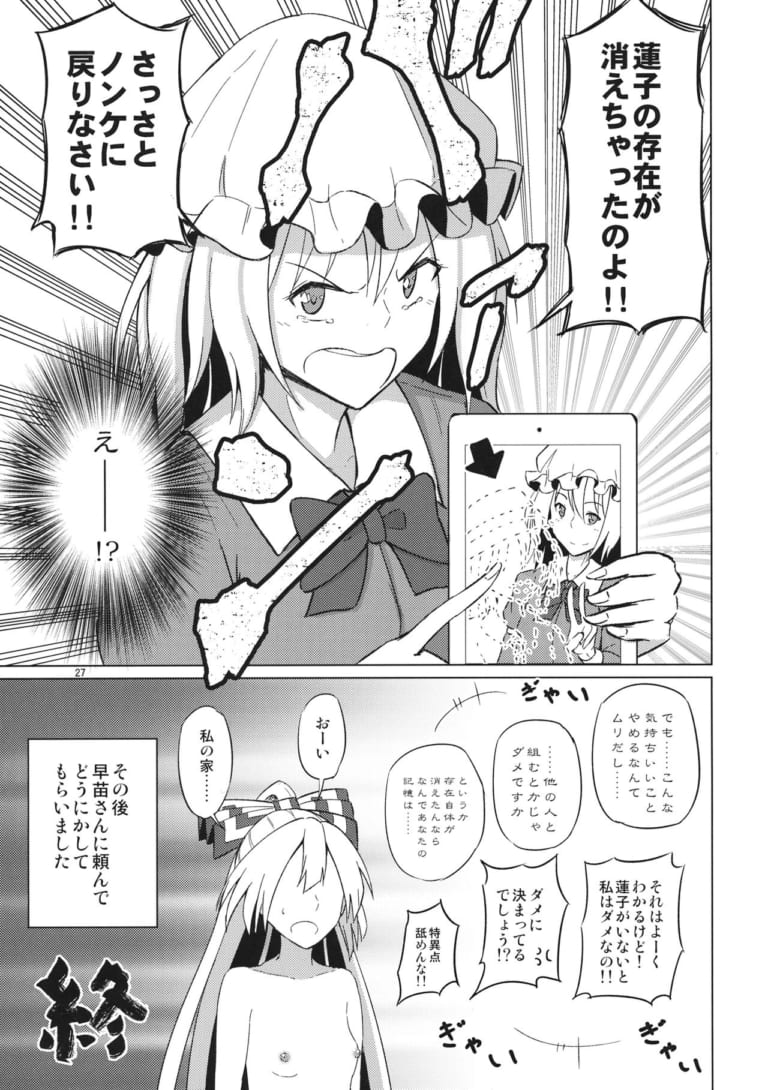 蓮子の存在が
消えちゃったのよ!!
さっさと
ノンケに
戻りなさい!!
え――!?
27
ぎゃい
でも……こんな
気持ちいいこと
やめるなんて
ムリだし……
……他の人と
組むとかじゃ
ダメですか
というか
存在自体が
消えたんなら
なんであなたの
記憶は……
おーい
私の家……
それはよーく
わかるけど!
蓮子がいないと
私はダメなの!!
ダメに
決まってる
でしょう!?
特異点
舐めんな!!
ぎゃい
ぎゃい
その後
早苗さんに頼んで
どうにかして
もらいました
終